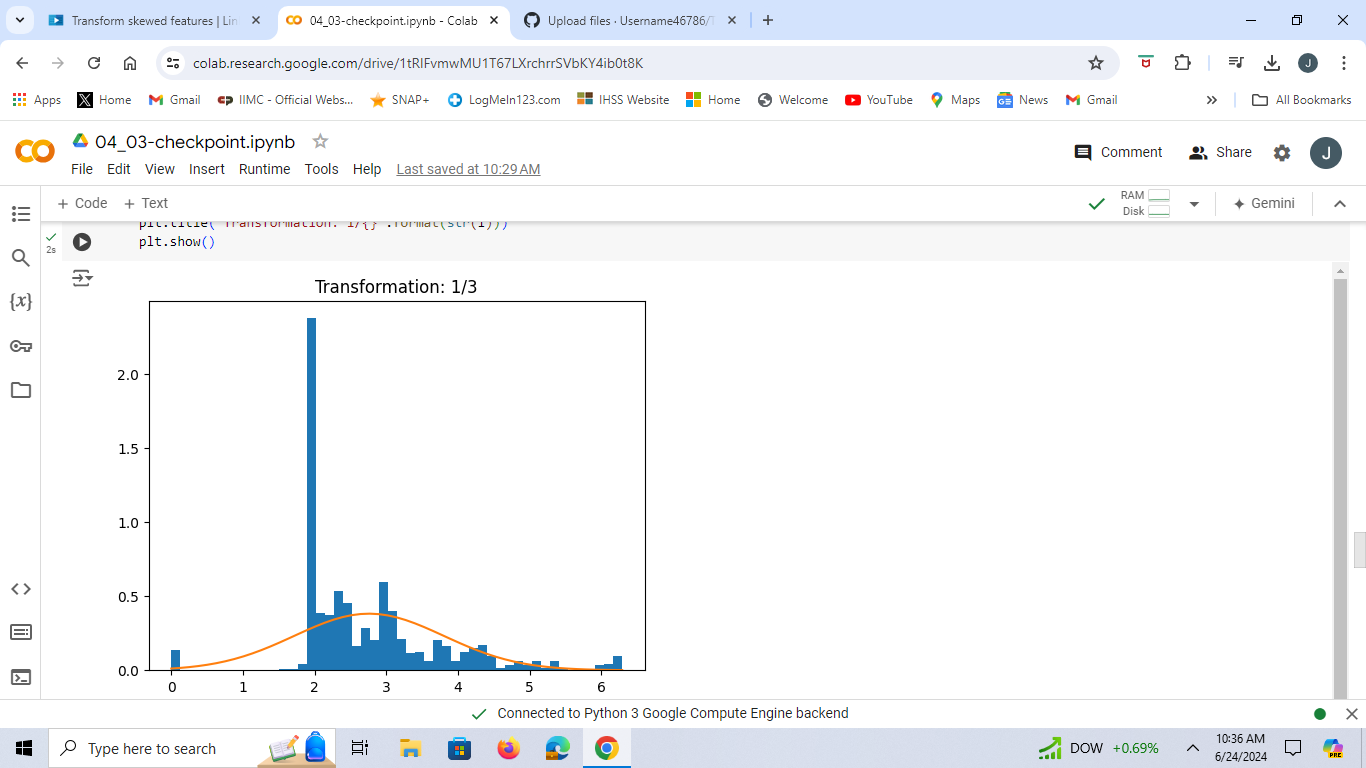 Transform skewed features | Lin
04_03-checkpoint.ipynb - Colab
Upload files · Username46786/T
colab.research.google.com/drive/1tRIFvmwMU1T67LXrchrrSVbKY4ib0t8K
J
Apps
Home
Gmail
IIMC - Official Webs...
SNAP+
LogMeIn123.com
IHSS Website
Home
Welcome
YouTube
Maps
News
Gmail
All Bookmarks
04_03-checkpoint.ipynb
File Edit View Insert Runtime Tools Help Last saved at 10:29 AM
Comment
Share
J
+ Code + Text
RAM
Disk
Gemini
plt.title('Transformation: 1/{}'.format(str(i)))
2s
plt.show()
{x}
Transformation: 1/3
2.0
1.5
1.0
0.5
0.0
0 1 2 3 4 5 6
Connected to Python 3 Google Compute Engine backend
Type here to search
DOW +0.69%
10:36 AM
6/24/2024
PRE